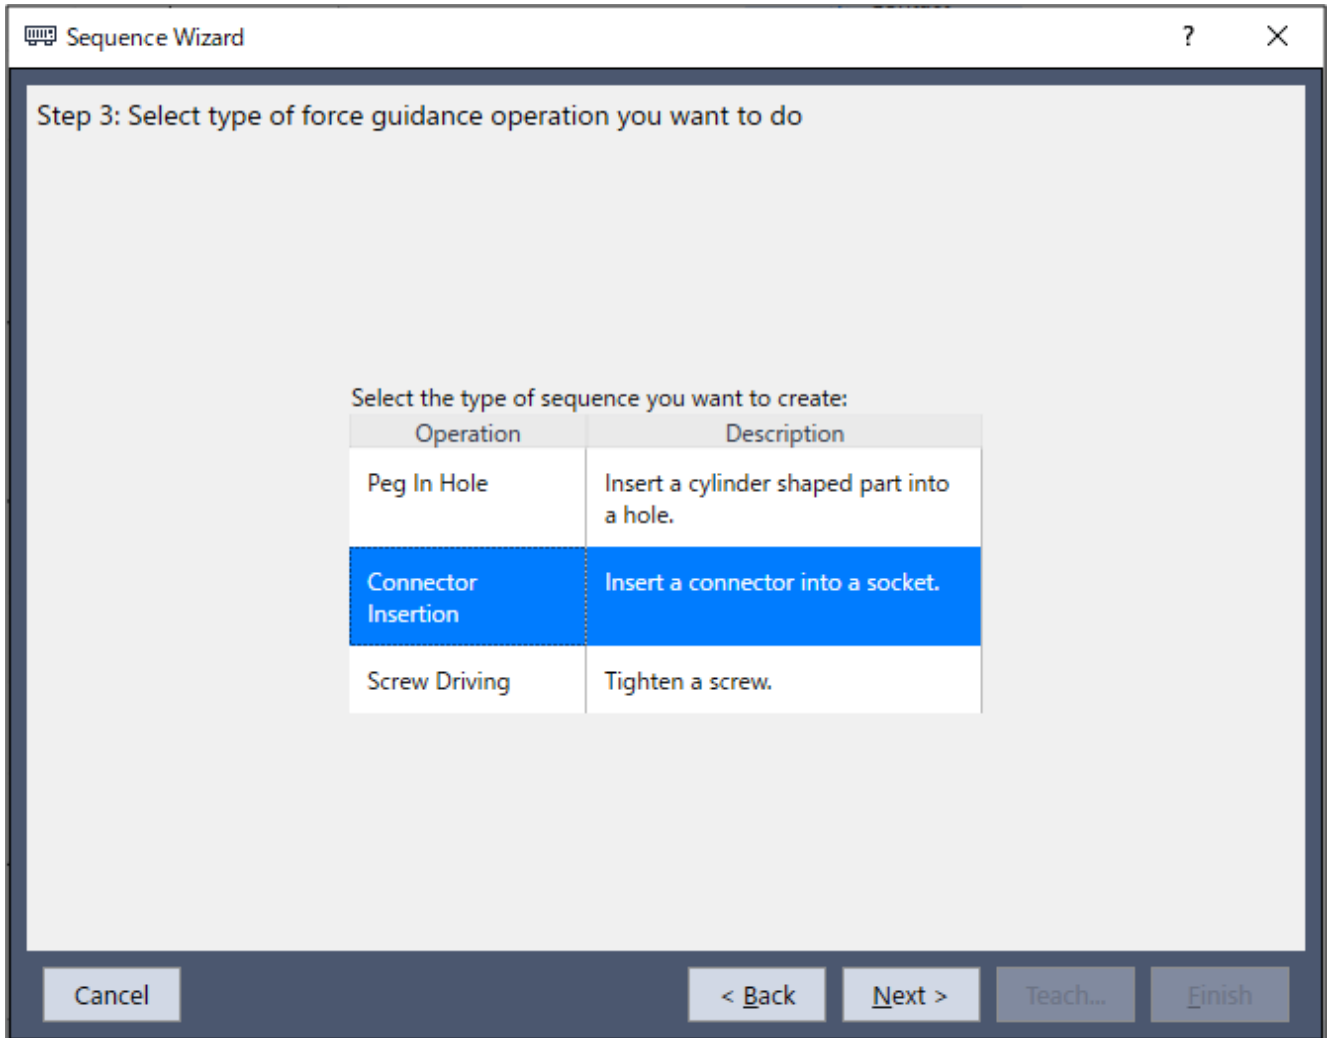 Sequence Wizard
?
Step 3: Select type of force guidance operation you want to do
Select the type of sequence you want to create:
Operation Description
Peg In Hole Insert a cylinder shaped part into
a hole.
Connector Insert a connector into a socket.
Insertion
Screw Driving Tighten a screw.
Cancel < Back Next > Teach... Finish